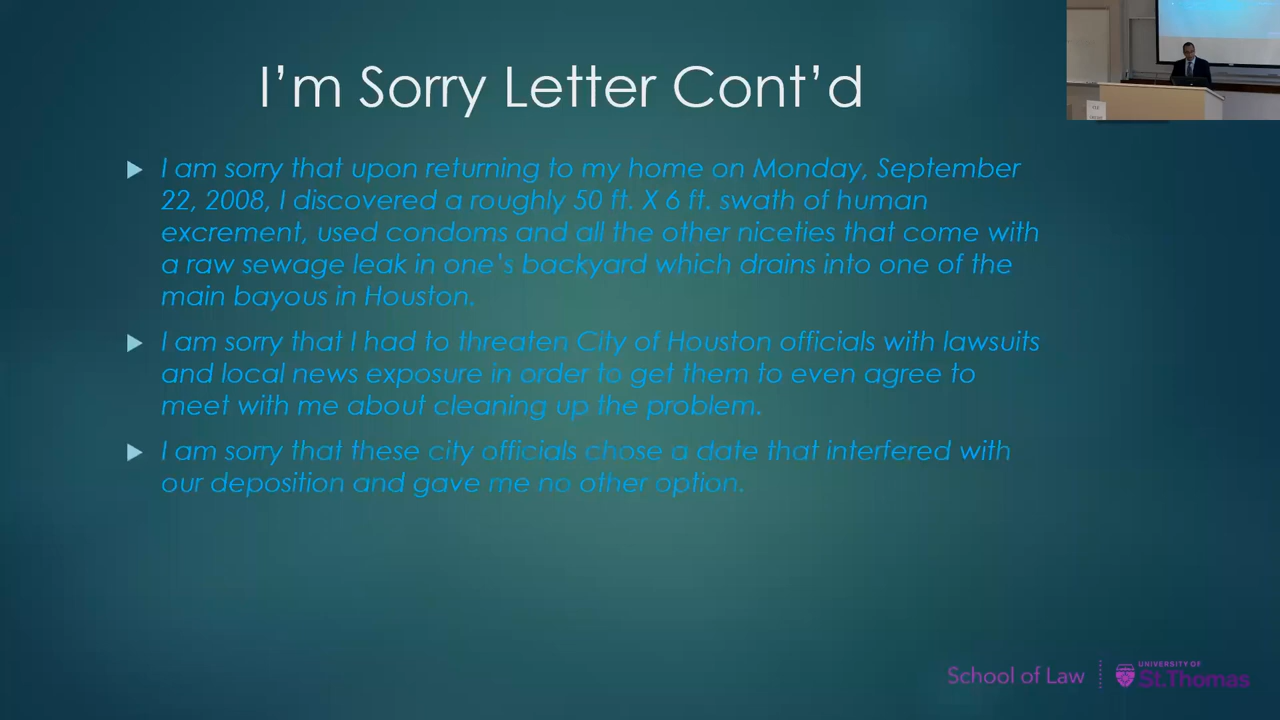 I'm Sorry Letter Cont'd
I am sorry that upon returning to my home on Monday, September
22, 2008, I discovered a roughly 50 ft. X 6 ft. swath of human
excrement, used condoms and all the other niceties that come with
a raw sewage leak in one's backyard which drains into one of the
main bayous in Houston.
I am sorry that I had to threaten City of Houston officials with lawsuits
and local news exposure in order to get them to even agree to
meet with me about cleaning up the problem.
I am sorry that these city officials chose a date that interfered with
our deposition and gave me no other option.
School of Law
UNIVERSITY OF
St.Thomas